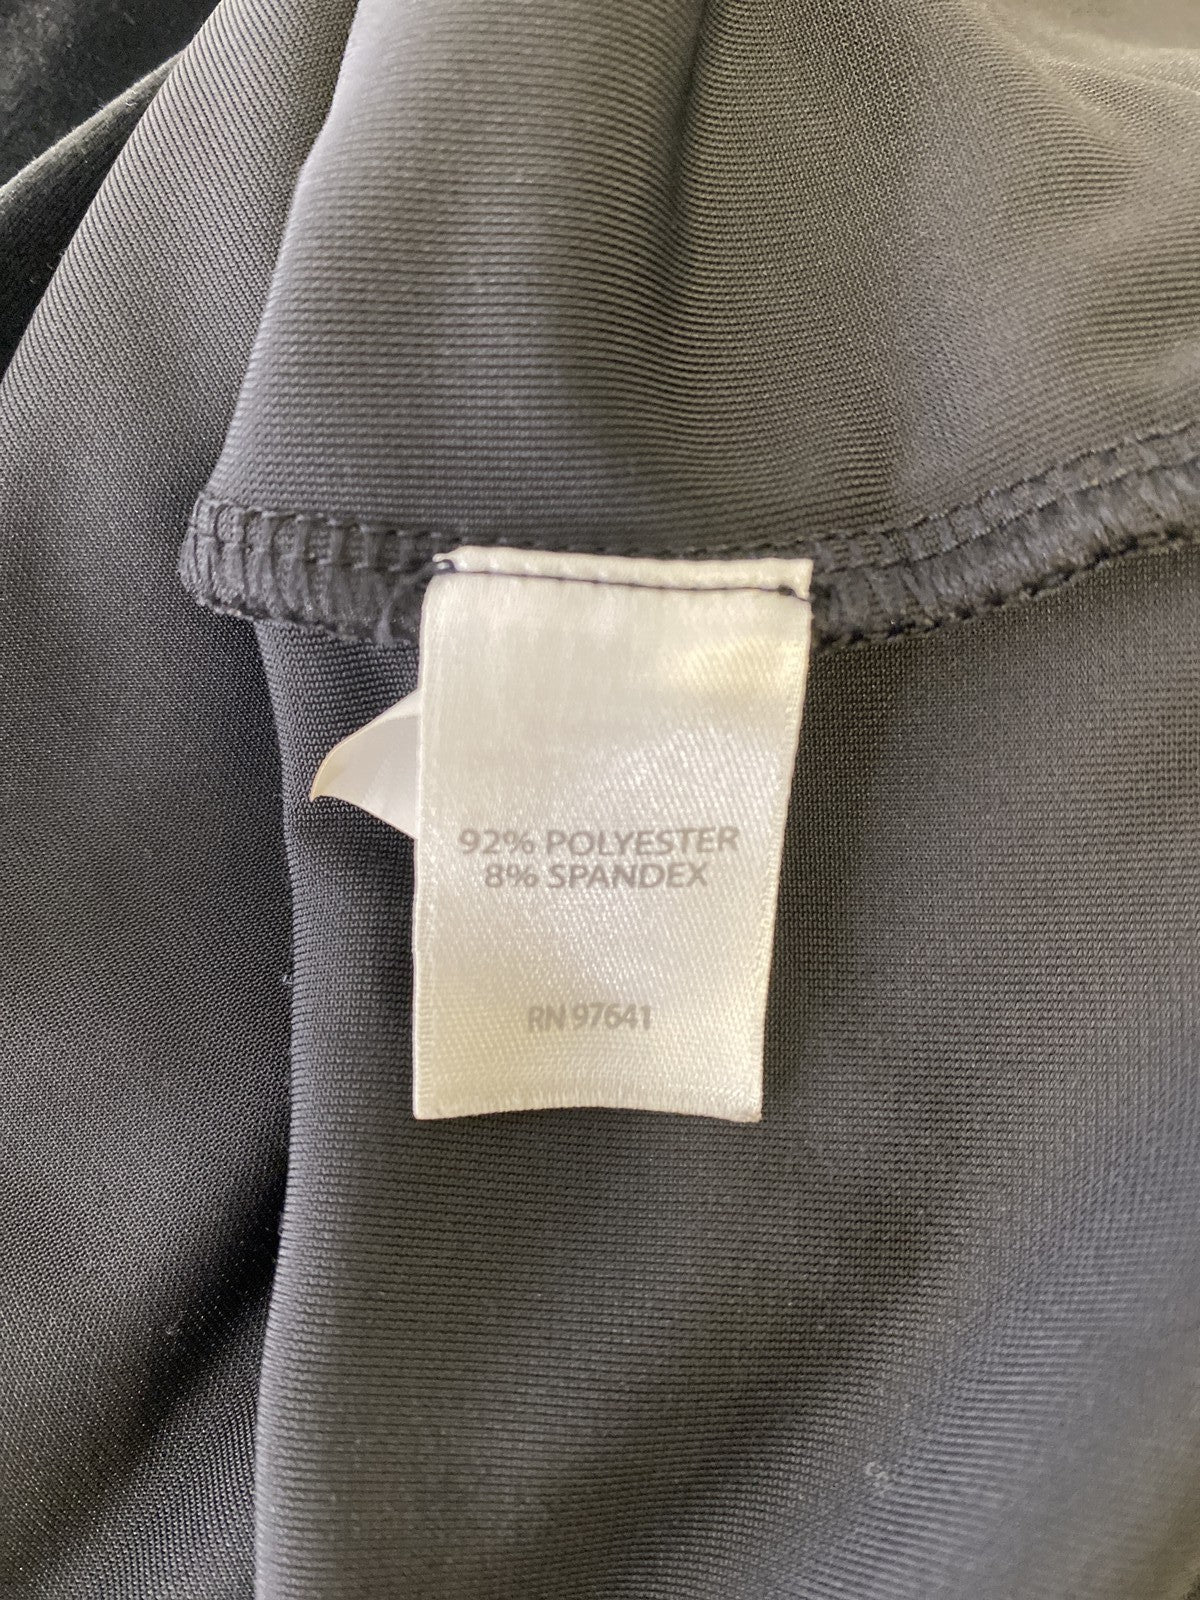 92% POLYESTER
8% SPANDEX
RN 97641